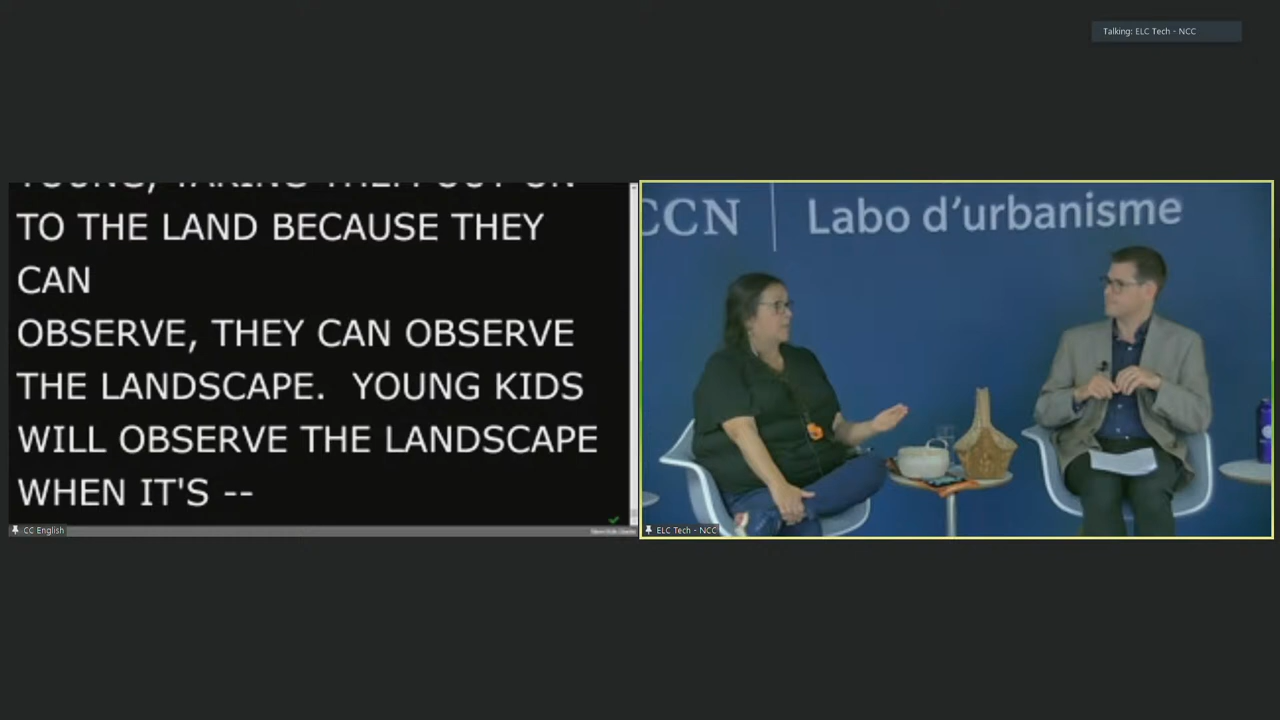 Talking: ELC Tech - NCC
TO THE LAND BECAUSE THEY
CAN
OBSERVE, THEY CAN OBSERVE
THE LANDSCAPE. YOUNG KIDS
WILL OBSERVE THE LANDSCAPE
WHEN IT'S --
CC English
CCN | Labo d'urbanisme
ELC Tech - NCC